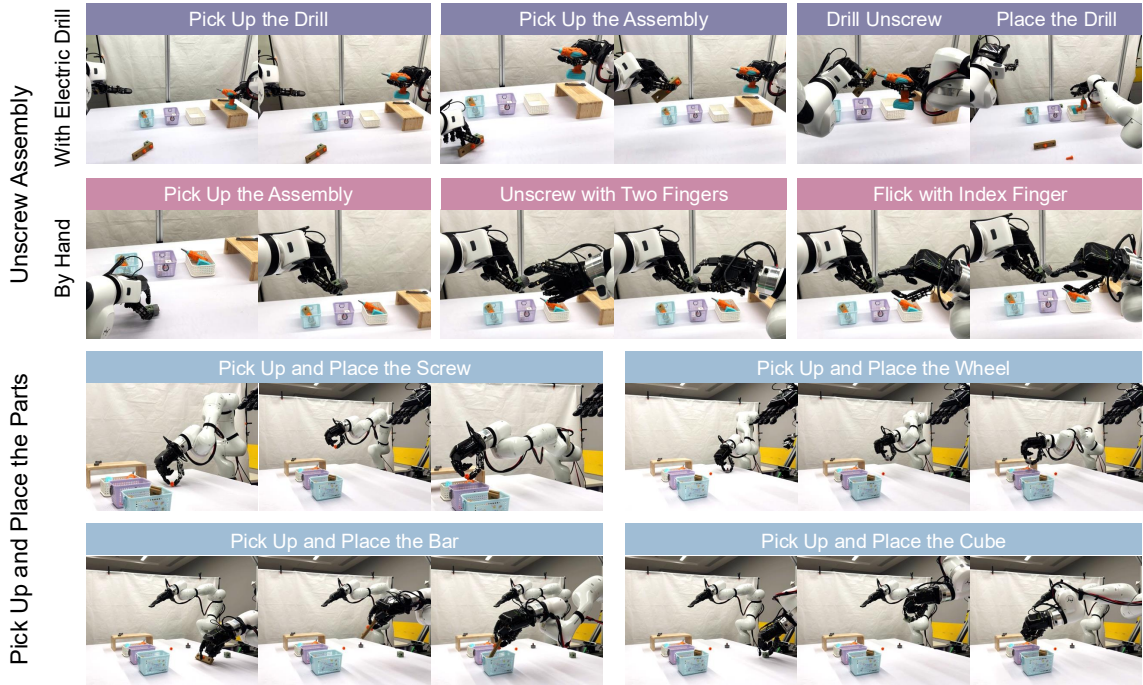 Unscrew Assembly
With Electric Drill
Pick Up the Drill
Pick Up the Assembly
Drill Unscrew
Place the Drill
By Hand
Pick Up the Assembly
Unscrew with Two Fingers
Flick with Index Finger
Pick Up and Place the Parts
Pick Up and Place the Screw
Pick Up and Place the Wheel
Pick Up and Place the Bar
Pick Up and Place the Cube